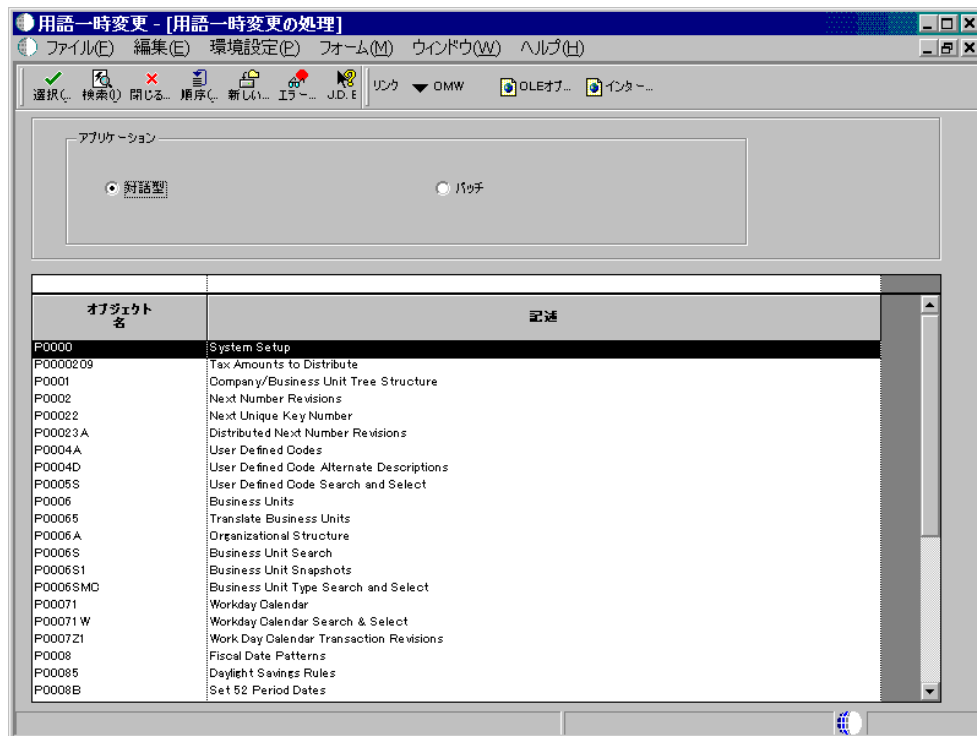 用語一時変更 - [用語一時変更の処理]
ファイル(F) 編集(E) 環境設定(P) フォーム(M) ウィンドウ(W) ヘルプ(H)
選択(... 検索(I) 閉じる... 順序(... 新しい... エラー... J.D. E リンク OMW OLEオブ... インター...
アプリケーション
対話型 バッチ
オブジェクト名 記述
P0000 System Setup
P0000209 Tax Amounts to Distribute
P0001 Company/Business Unit Tree Structure
P0002 Next Number Revisions
P00022 Next Unique Key Number
P00023A Distributed Next Number Revisions
P0004A User Defined Codes
P0004D User Defined Code Alternate Descriptions
P0005S User Defined Code Search and Select
P0006 Business Units
P00065 Translate Business Units
P0006A Organizational Structure
P0006S Business Unit Search
P0006S1 Business Unit Snapshots
P0006SMC Business Unit Type Search and Select
P00071 Workday Calendar
P00071W Workday Calendar Search & Select
P0007Z1 Work Day Calendar Transaction Revisions
P0008 Fiscal Date Patterns
P00085 Daylight Savings Rules
P0008B Set 52 Period Dates